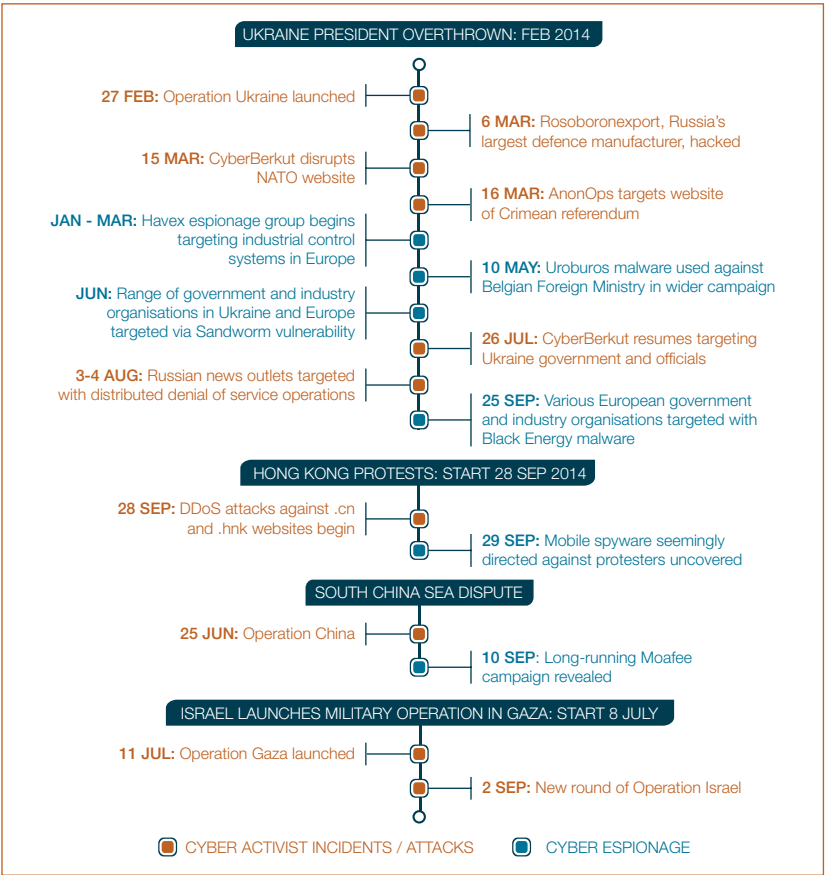 UKRAINE PRESIDENT OVERTHROWN: FEB 2014
27 FEB: Operation Ukraine launched
6 MAR: Rosoboronexport, Russia's
largest defence manufacturer, hacked
15 MAR: CyberBerkut disrupts
NATO website
16 MAR: AnonOps targets website
of Crimean referendum
JAN - MAR: Havex espionage group begins
targeting industrial control
systems in Europe
10 MAY: Uroburos malware used against
Belgian Foreign Ministry in wider campaign
JUN: Range of government and industry
organisations in Ukraine and Europe
targeted via Sandworm vulnerability
26 JUL: CyberBerkut resumes targeting
Ukraine government and officials
3-4 AUG: Russian news outlets targeted
with distributed denial of service operations
25 SEP: Various European government
and industry organisations targeted with
Black Energy malware
HONG KONG PROTESTS: START 28 SEP 2014
28 SEP: DDoS attacks against .cn
and .hnk websites begin
29 SEP: Mobile spyware seemingly
directed against protesters uncovered
SOUTH CHINA SEA DISPUTE
25 JUN: Operation China
10 SEP: Long-running Moafee
campaign revealed
ISRAEL LAUNCHES MILITARY OPERATION IN GAZA: START 8 JULY
11 JUL: Operation Gaza launched
2 SEP: New round of Operation Israel
CYBER ACTIVIST INCIDENTS / ATTACKS
CYBER ESPIONAGE